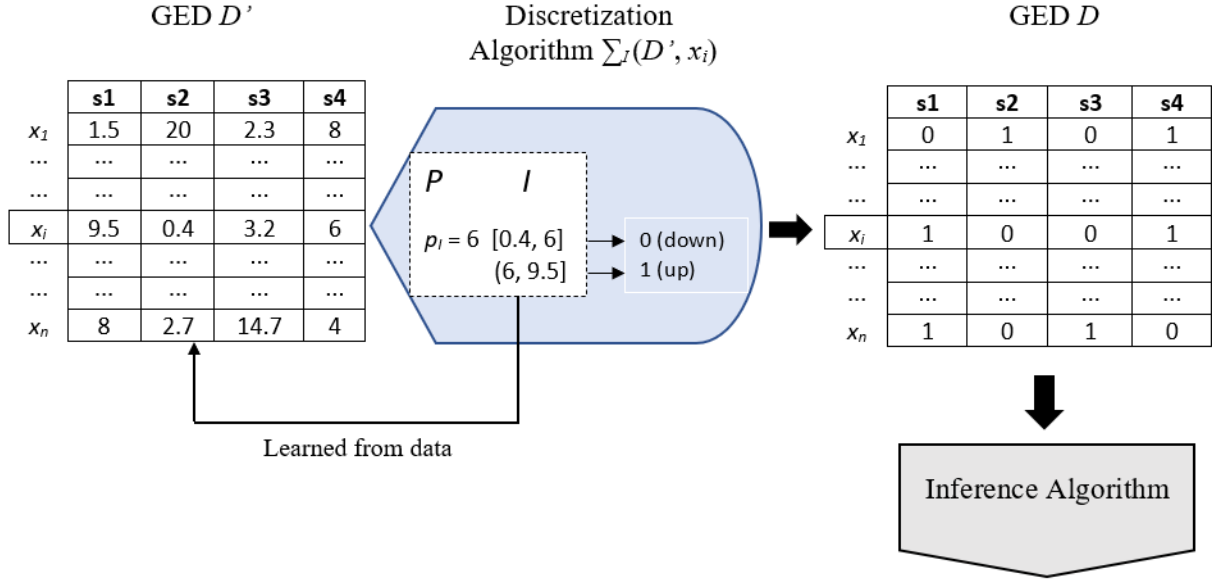 GED D’
Discretization
Algorithm ∑I(D’, xi)
GED D
s1 s2 s3 s4
x1 1.5 20 2.3 8
... ... ... ... ...
... ... ... ... ...
xi 9.5 0.4 3.2 6
... ... ... ... ...
... ... ... ... ...
xn 8 2.7 14.7 4
P I
pI = 6 [0.4, 6]
(6, 9.5]
0 (down)
1 (up)
Learned from data
s1 s2 s3 s4
x1 0 1 0 1
... ... ... ... ...
... ... ... ... ...
xi 1 0 0 1
... ... ... ... ...
... ... ... ... ...
xn 1 0 1 0
Inference Algorithm